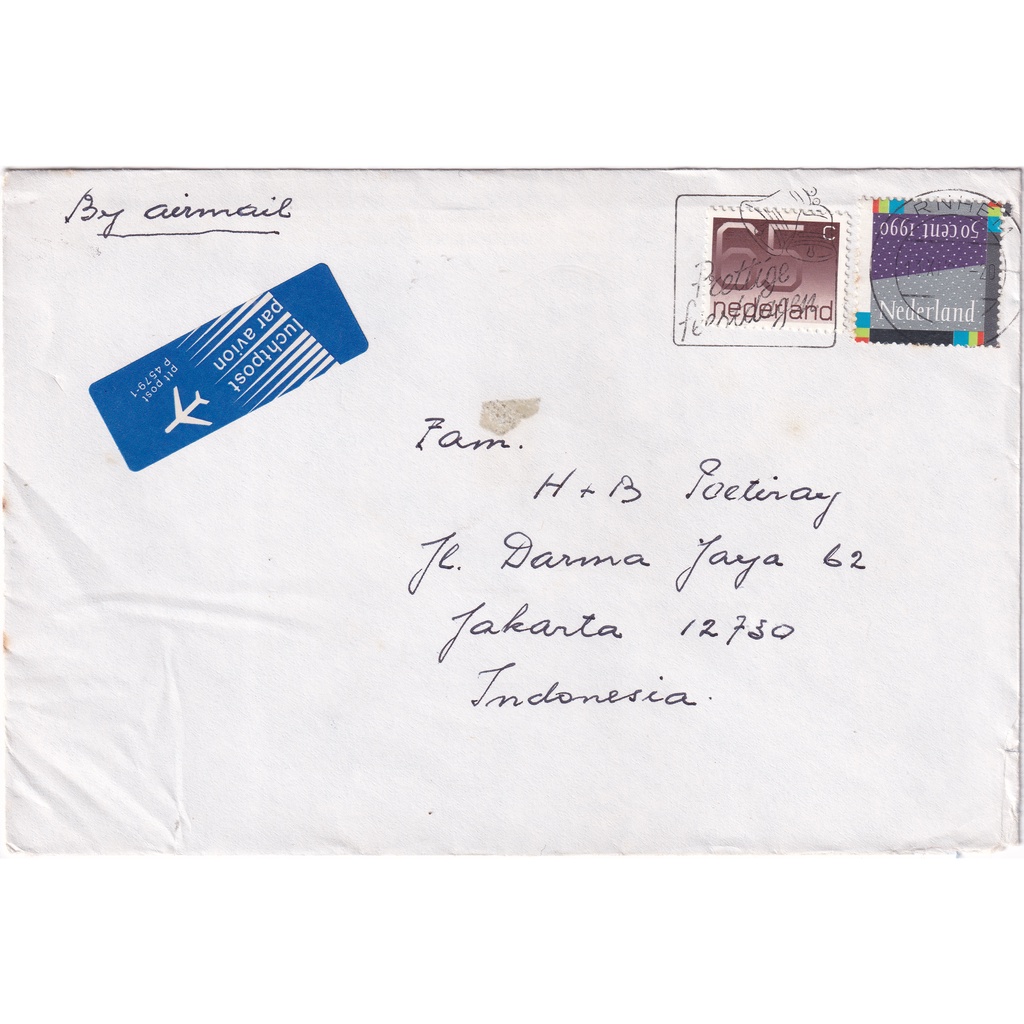 By airmail
luchtpost
par avion
ptt post
P 4579-1
65 c
nederland
Prettige
50 cent 1990
Nederland
Fam.
H + B Poetiray
Jl. Darma Jaya 62
Jakarta 12730
Indonesia.